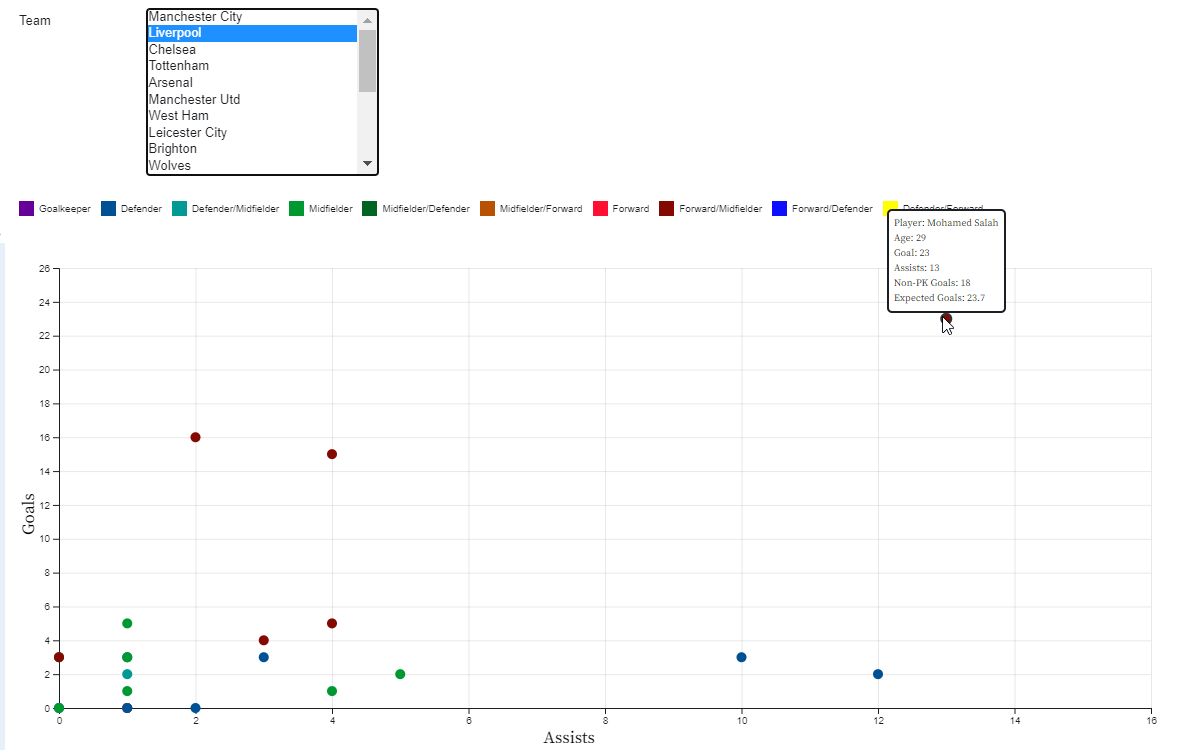 Team
Manchester City
Liverpool
Chelsea
Tottenham
Arsenal
Manchester Utd
West Ham
Leicester City
Brighton
Wolves
Goalkeeper Defender Defender/Midfielder Midfielder Midfielder/Defender Midfielder/Forward Forward Forward/Midfielder Forward/Defender Defender/Forward
Player: Mohamed Salah
Age: 29
Goal: 23
Assists: 13
Non-PK Goals: 18
Expected Goals: 23.7
26
24
22
20
18
16
14
12
10
8
6
4
2
0
Goals
0 2 4 6 8 10 12 14 16
Assists